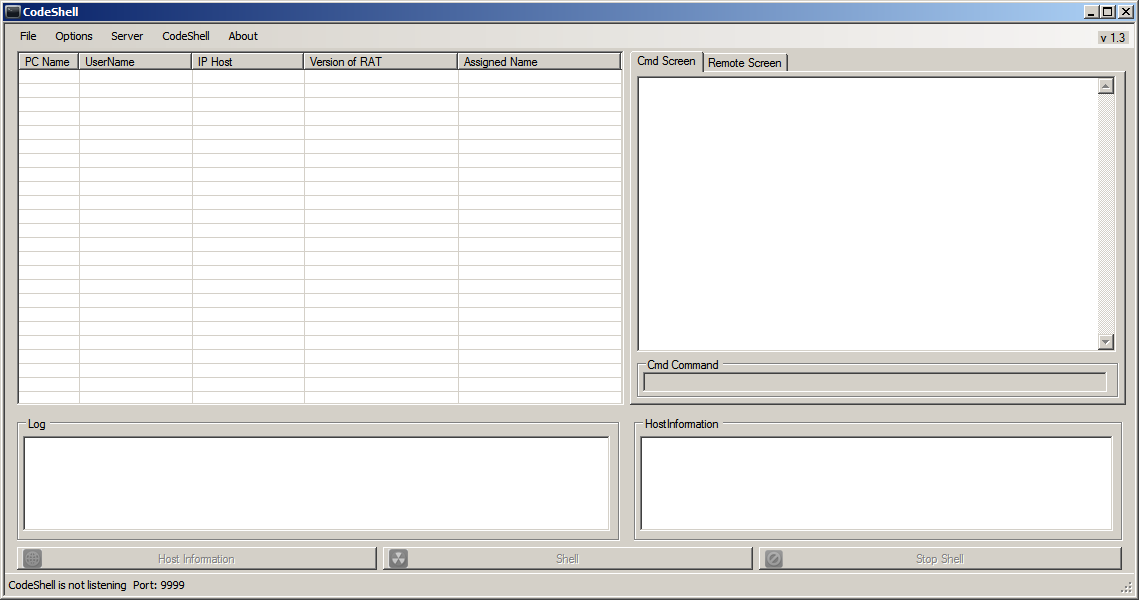 CodeShell
File Options Server CodeShell About
v 1.3
PC Name UserName IP Host Version of RAT Assigned Name
Cmd Screen Remote Screen
Cmd Command
Log
HostInformation
Host Information Shell Stop Shell
CodeShell is not listening Port: 9999